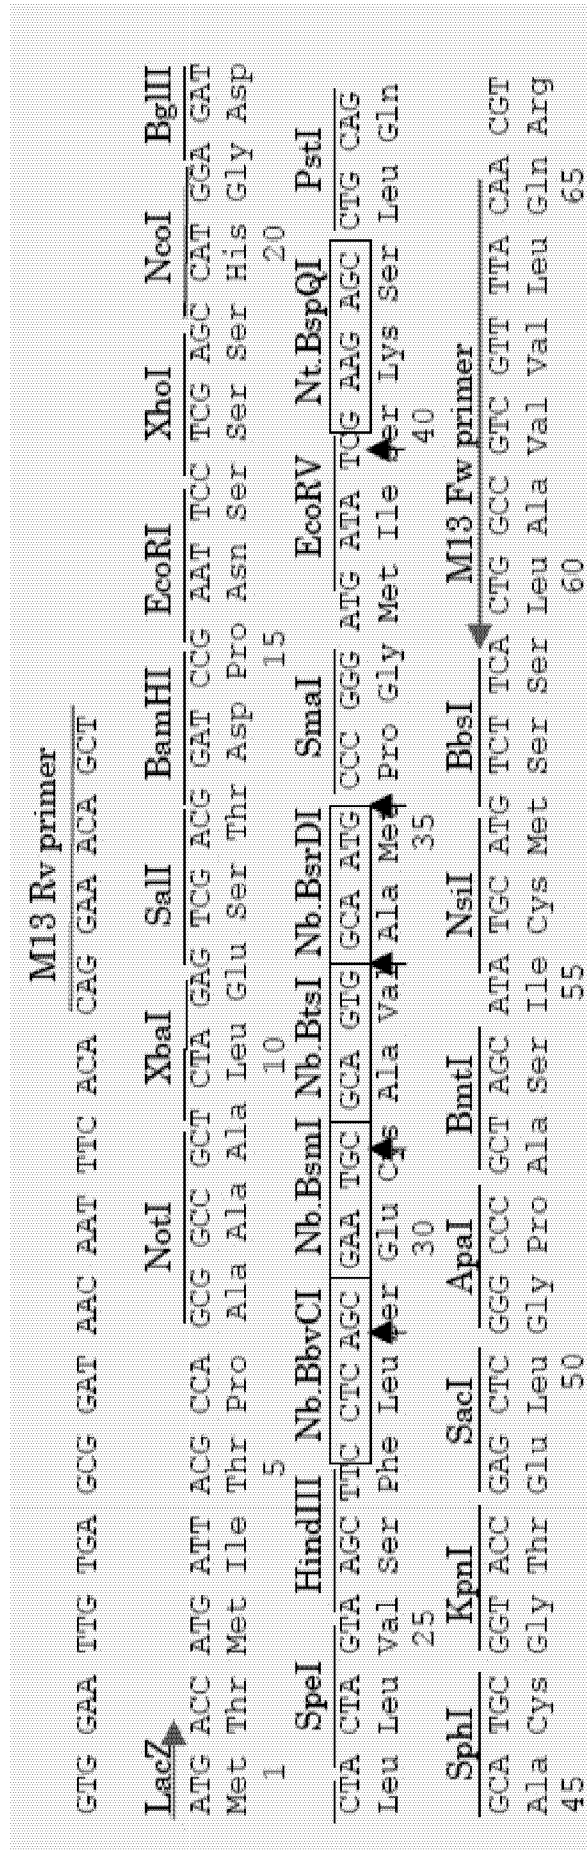 M13 Rv primer
GTG GAA TTG TGA GCG GAT AAC AAT TTC ACA CAG GAA ACA GCT
LacZ NotI XbaI SalI BamHI EcoRI XhoI NcoI BglII
ATG ACC ATG ATT ACG CCA GCG GCC GCT CTA GAG TCG ACG GAT CCG AAT TCC TCG AGC CAT GGA GAT
Met Thr Met Ile Thr Pro Ala Ala Ala Leu Glu Ser Thr Asp Pro Asn Ser Ser Ser His Gly Asp
1 5 10 15 20
SpeI HindIII Nb.BbvCI Nb.BsmI Nb.BtsI Nb.BsrDI SmaI EcoRV Nt.BspQI PstI
CTA CTA GTA AGC TTC CTC AGC GAA TGC GCA GTG GCA ATG CCC GGG ATG ATA TCG AAG AGC CTG CAG
Leu Leu Val Ser Phe Leu Ser Glu Cys Ala Val Ala Met Pro Gly Met Ile Ser Lys Ser Leu Gln
25 30 35 40
SphI KpnI SacI ApaI BmtI NsiI BbsI M13 Fw primer
GCA TGC GGT ACC GAG CTC GGG CCC GCT AGC ATA TGC ATG TCT TCA CTG GCC GTC GTT TTA CAA CGT
Ala Cys Gly Thr Glu Leu Gly Pro Ala Ser Ile Cys Met Ser Ser Leu Ala Val Val Leu Gln Arg
45 50 55 60 65